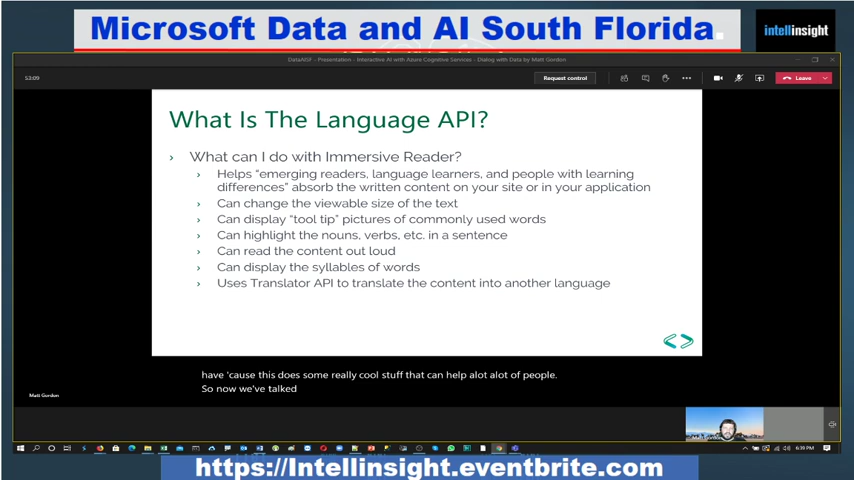 Microsoft Data and AI South Florida.
intellinsight
DataAISF - Presentation - Interactive AI with Azure Cognitive Services - Dialog with Data by Matt Gordon
53:09
Request control
Leave
What Is The Language API?
› What can I do with Immersive Reader?
› Helps “emerging readers, language learners, and people with learning
differences” absorb the written content on your site or in your application
› Can change the viewable size of the text
› Can display “tool tip” pictures of commonly used words
› Can highlight the nouns, verbs, etc. in a sentence
› Can read the content out loud
› Can display the syllables of words
› Uses Translator API to translate the content into another language
have 'cause this does some really cool stuff that can help alot alot of people.
So now we've talked
Matt Gordon
6:39 PM
https://Intellinsight.eventbrite.com